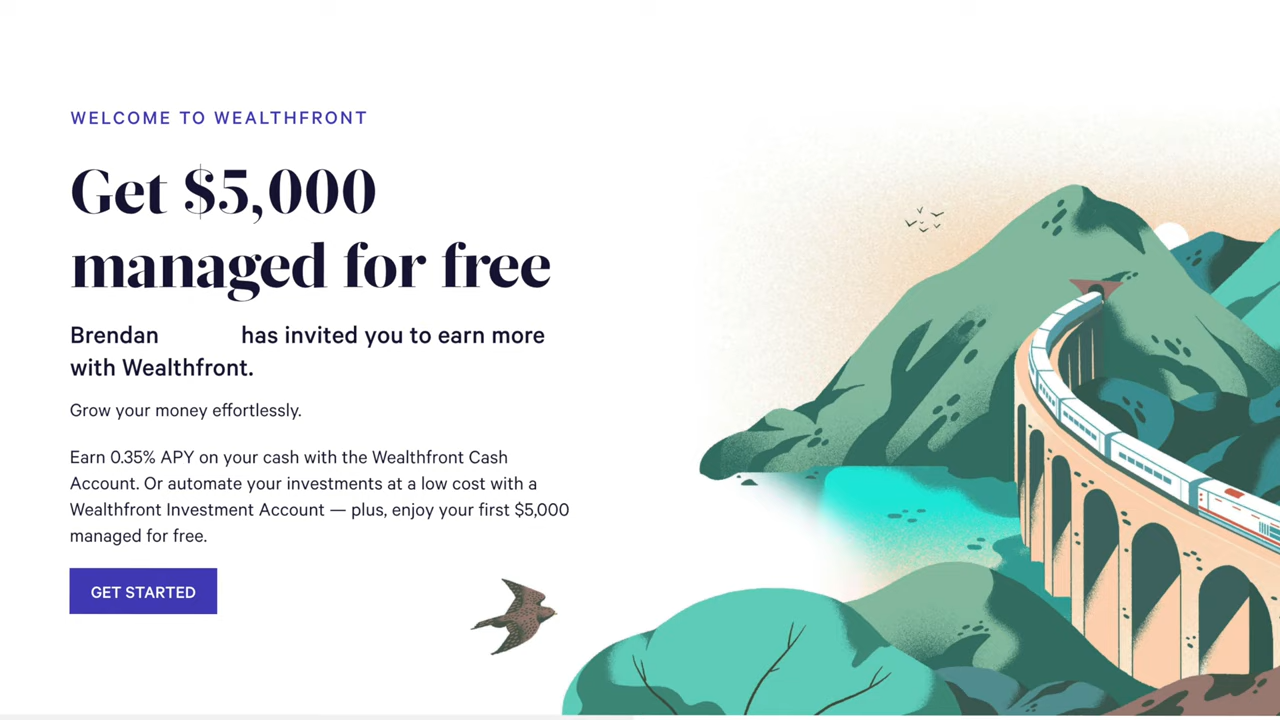 WELCOME TO WEALTHFRONT
Get $5,000
managed for free
Brendan has invited you to earn more
with Wealthfront.
Grow your money effortlessly.
Earn 0.35% APY on your cash with the Wealthfront Cash
Account. Or automate your investments at a low cost with a
Wealthfront Investment Account — plus, enjoy your first $5,000
managed for free.
GET STARTED